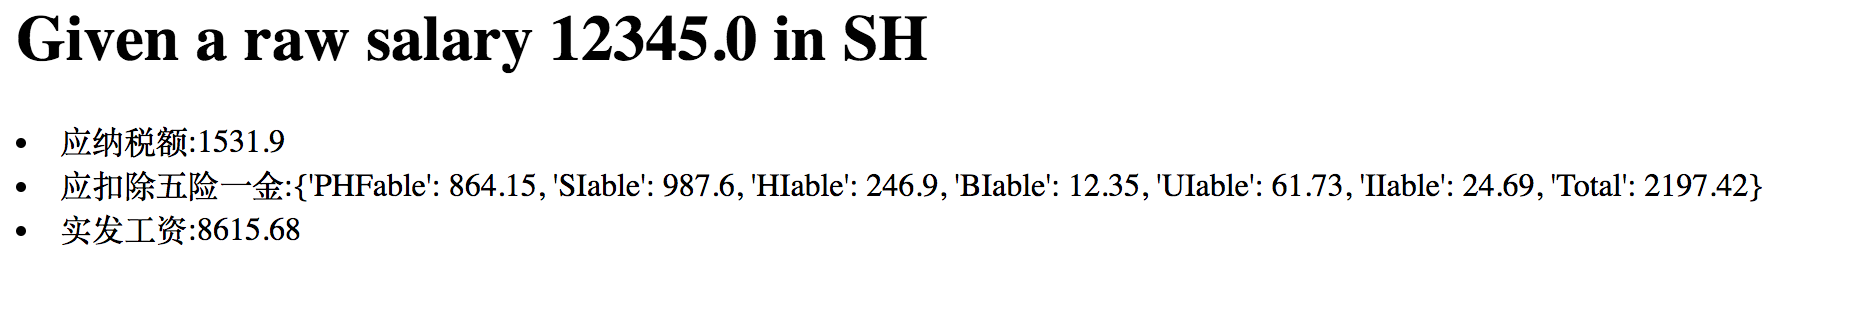 Given a raw salary 12345.0 in SH
应纳税额:1531.9
应扣除五险一金:{'PHFable': 864.15, 'SIable': 987.6, 'HIable': 246.9, 'BIable': 12.35, 'UIable': 61.73, 'IIable': 24.69, 'Total': 2197.42}
实发工资:8615.68